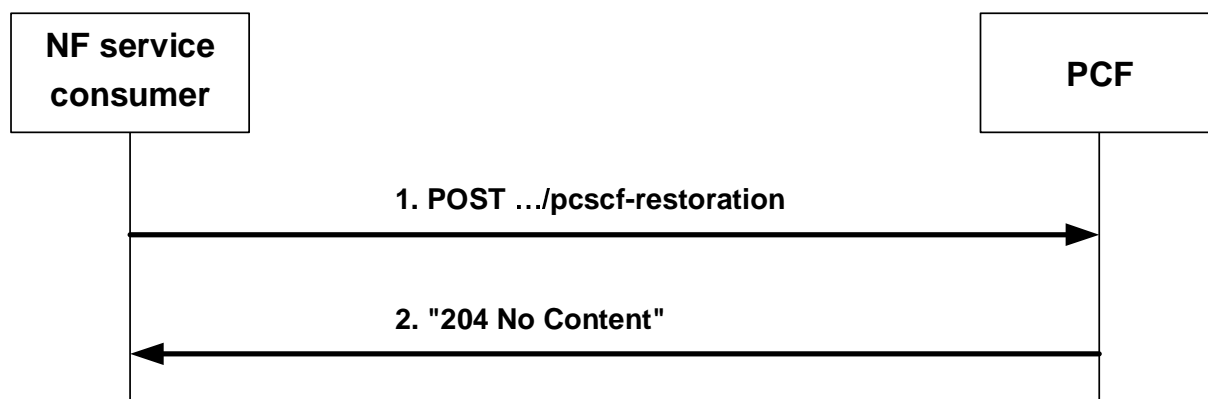 NF service
consumer
PCF
1. POST …/pcscf-restoration
2. "204 No Content"